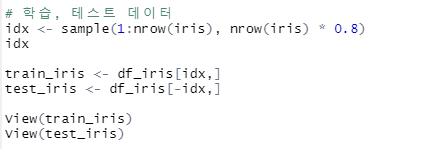 # 학습, 테스트 데이터
idx <- sample(1:nrow(iris), nrow(iris) * 0.8)
idx
train_iris <- df_iris[idx,]
test_iris <- df_iris[-idx,]
View(train_iris)
View(test_iris)